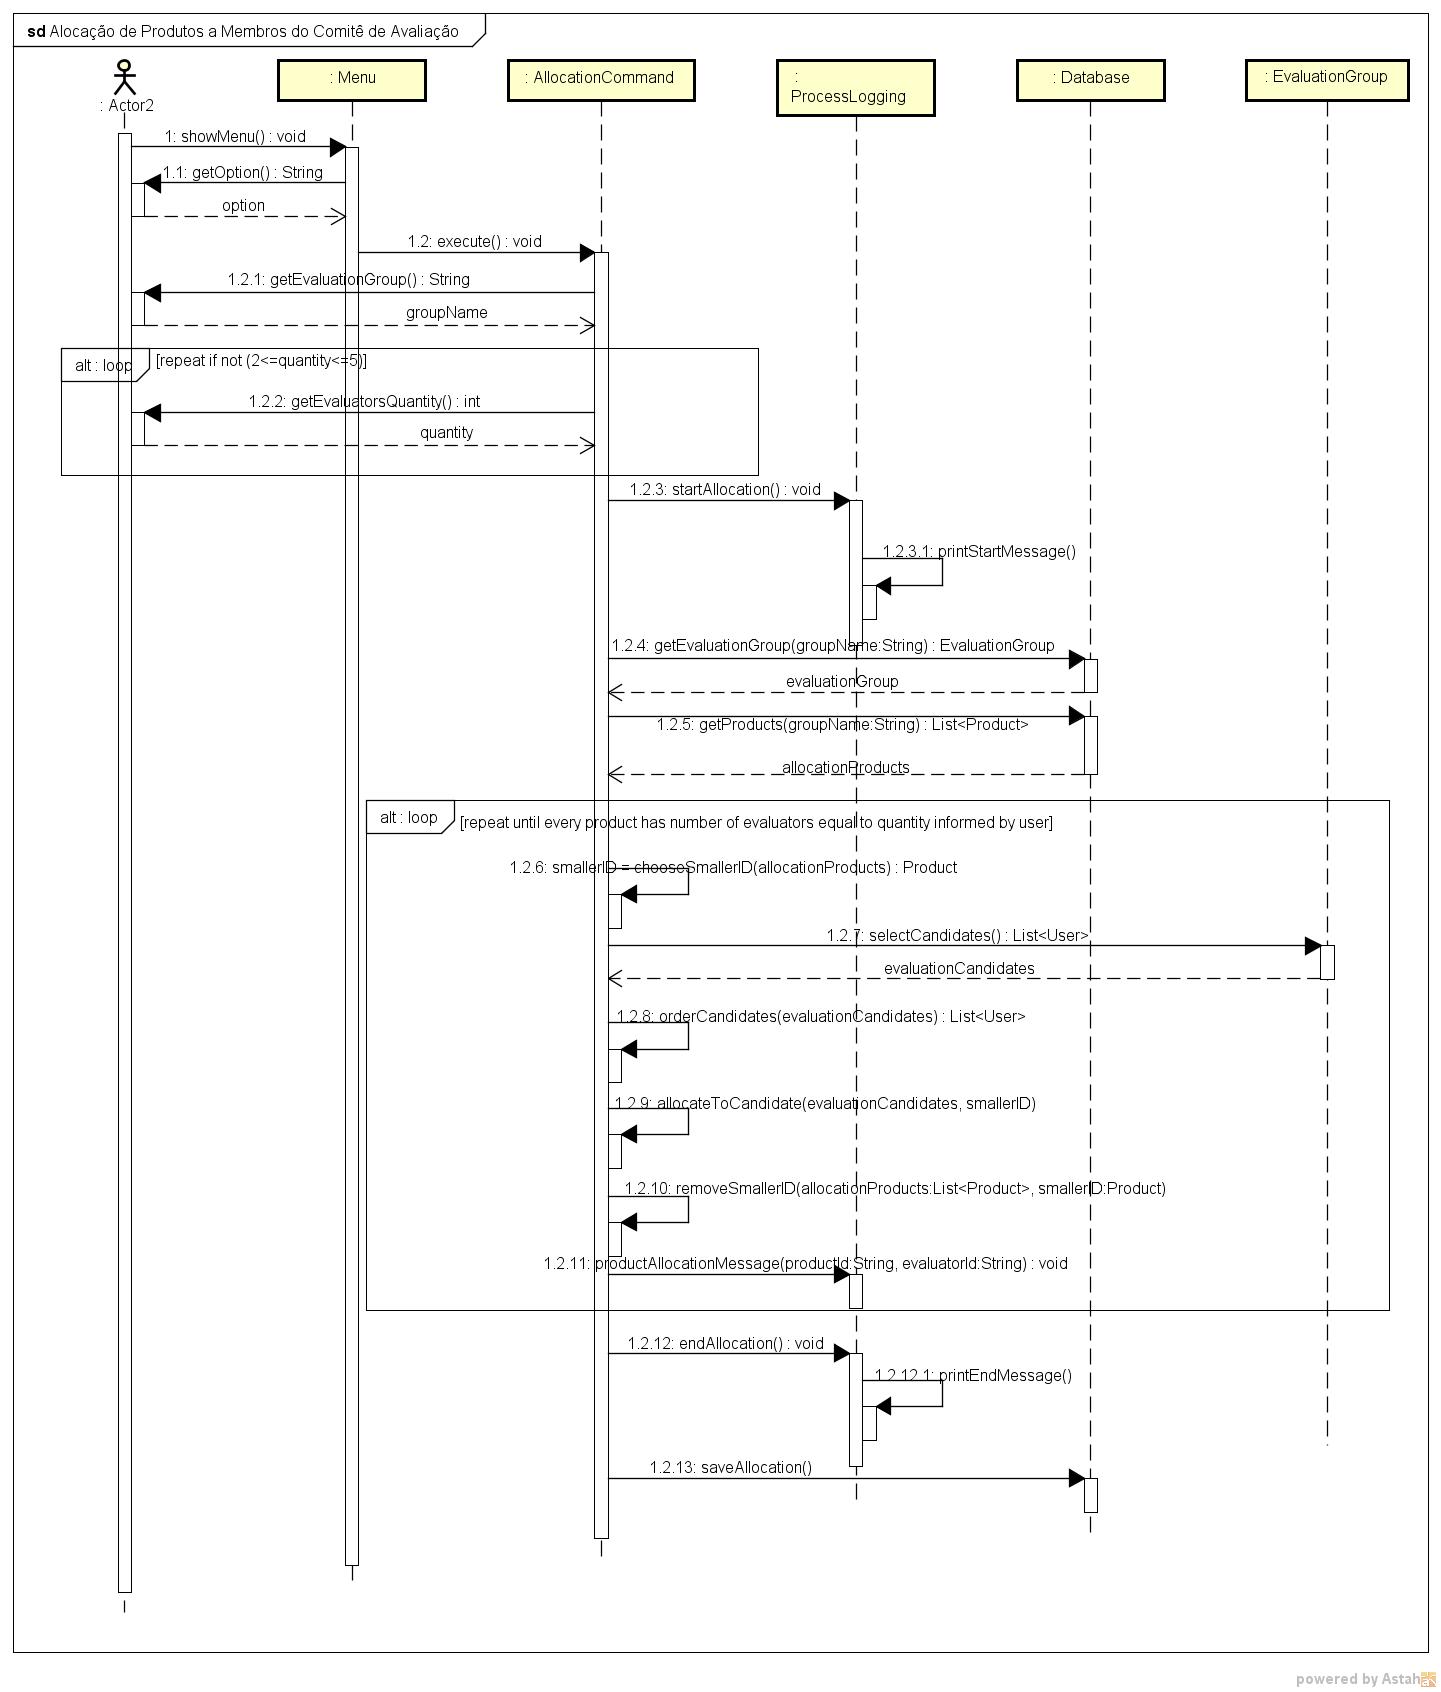 sd Alocação de Produtos a Membros do Comitê de Avaliação
: Actor2
: Menu
: AllocationCommand
:
ProcessLogging
: Database
: EvaluationGroup
1: showMenu() : void
1.1: getOption() : String
option
1.2: execute() : void
1.2.1: getEvaluationGroup() : String
groupName
alt : loop
[repeat if not (2<=quantity<=5)]
1.2.2: getEvaluatorsQuantity() : int
quantity
1.2.3: startAllocation() : void
1.2.3.1: printStartMessage()
1.2.4: getEvaluationGroup(groupName:String) : EvaluationGroup
evaluationGroup
1.2.5: getProducts(groupName:String) : List<Product>
allocationProducts
alt : loop
[repeat until every product has number of evaluators equal to quantity informed by user]
1.2.6: smallerID = chooseSmallerID(allocationProducts) : Product
1.2.7: selectCandidates() : List<User>
evaluationCandidates
1.2.8: orderCandidates(evaluationCandidates) : List<User>
1.2.9: allocateToCandidate(evaluationCandidates, smallerID)
1.2.10: removeSmallerID(allocationProducts:List<Product>, smallerID:Product)
1.2.11: productAllocationMessage(productId:String, evaluatorId:String) : void
1.2.12: endAllocation() : void
1.2.12.1: printEndMessage()
1.2.13: saveAllocation()
powered by Astah